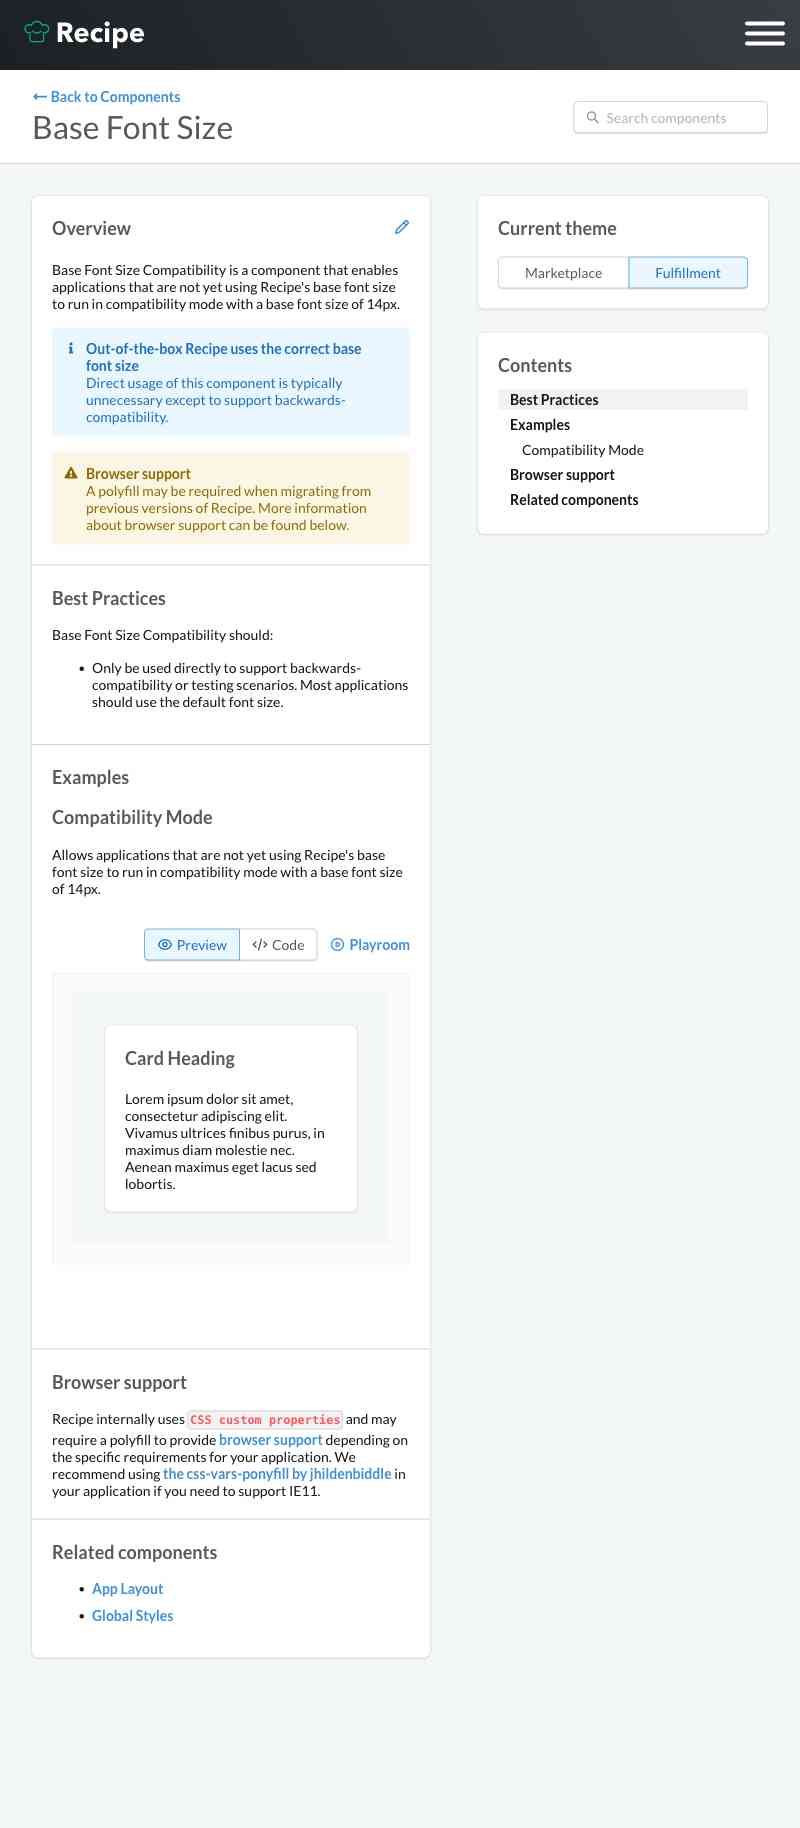 Recipe
← Back to Components
Base Font Size
Search components
Overview
Base Font Size Compatibility is a component that enables
applications that are not yet using Recipe's base font size
to run in compatibility mode with a base font size of 14px.
Out-of-the-box Recipe uses the correct base
font size
Direct usage of this component is typically
unnecessary except to support backwards-
compatibility.
Browser support
A polyfill may be required when migrating from
previous versions of Recipe. More information
about browser support can be found below.
Best Practices
Base Font Size Compatibility should:
• Only be used directly to support backwards-
compatibility or testing scenarios. Most applications
should use the default font size.
Examples
Compatibility Mode
Allows applications that are not yet using Recipe's base
font size to run in compatibility mode with a base font size
of 14px.
Preview </> Code Playroom
Card Heading
Lorem ipsum dolor sit amet,
consectetur adipiscing elit.
Vivamus ultrices finibus purus, in
maximus diam molestie nec.
Aenean maximus eget lacus sed
lobortis.
Browser support
Recipe internally uses CSS custom properties and may
require a polyfill to provide browser support depending on
the specific requirements for your application. We
recommend using the css-vars-ponyfill by jhildenbiddle in
your application if you need to support IE11.
Related components
• App Layout
• Global Styles
Current theme
Marketplace Fulfillment
Contents
Best Practices
Examples
Compatibility Mode
Browser support
Related components